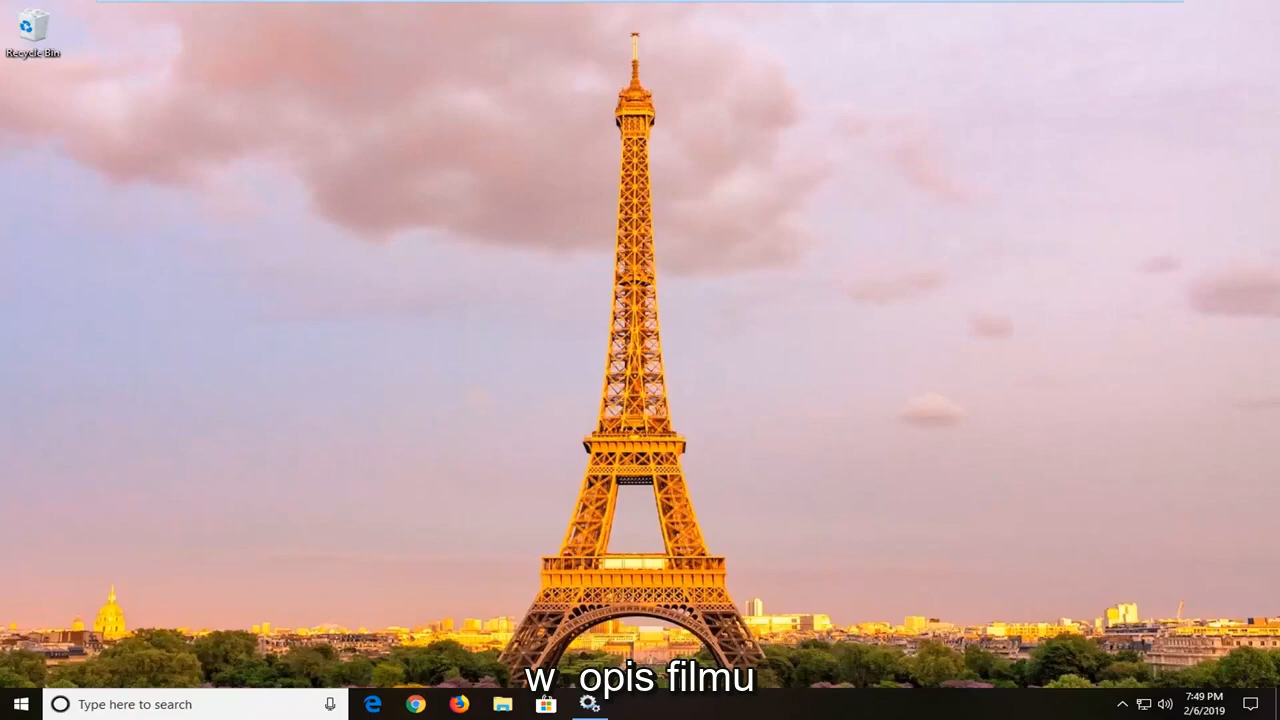 Recycle Bin
w opis filmu
Type here to search
7:49 PM
2/6/2019